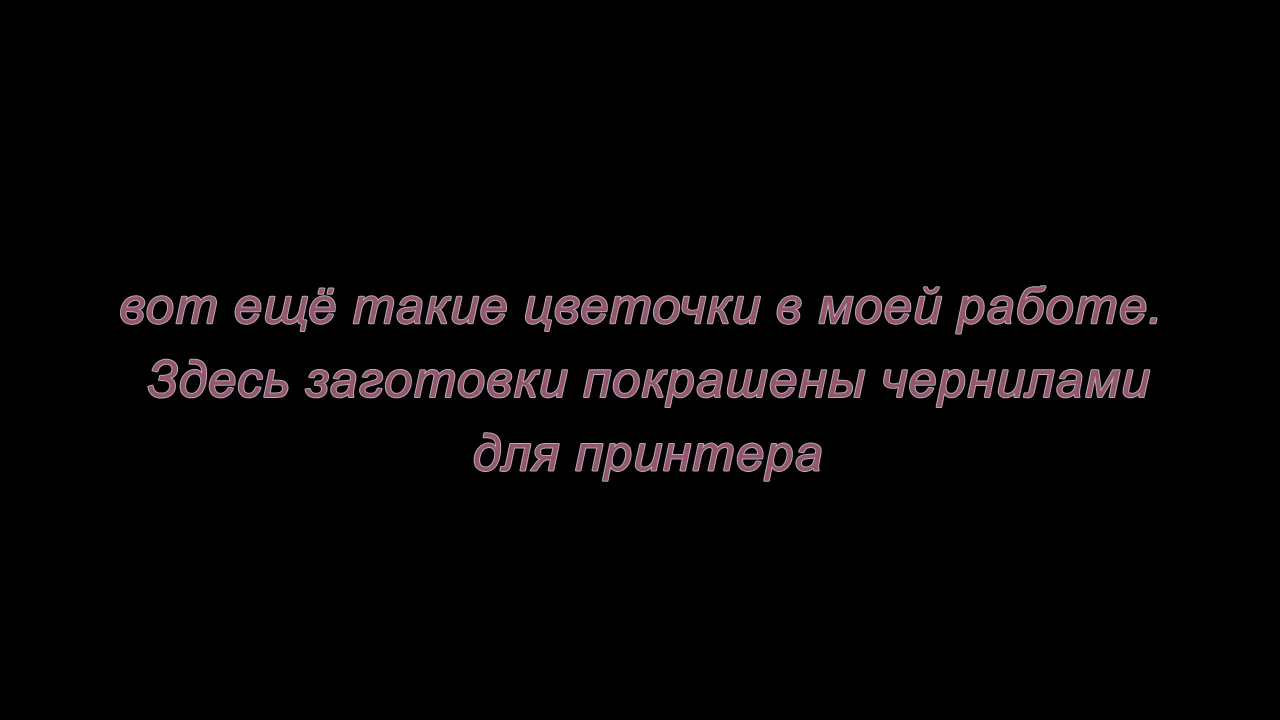 вот ещё такие цветочки в моей работе.
Здесь заготовки покрашены чернилами
для принтера